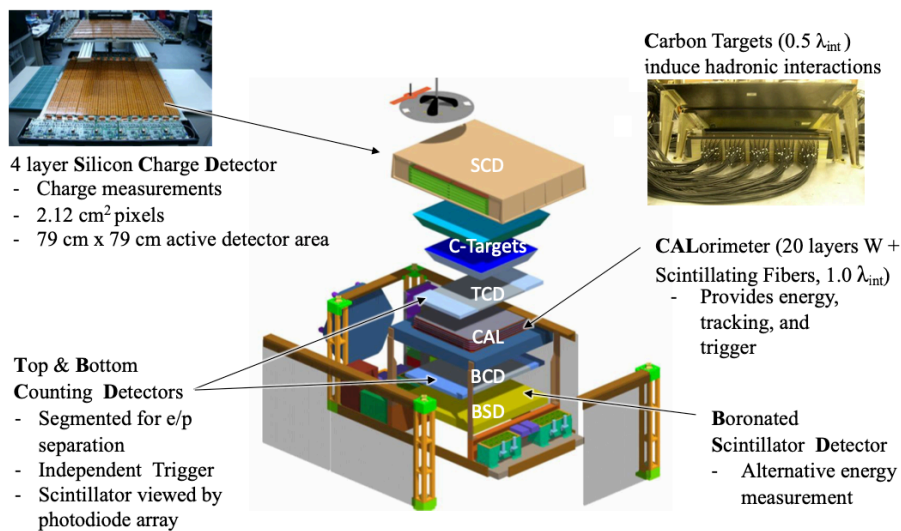 Carbon Targets (0.5 λint)
induce hadronic interactions
4 layer Silicon Charge Detector
- Charge measurements
- 2.12 cm² pixels
- 79 cm x 79 cm active detector area
SCD
C-Targets
TCD
CAL
BCD
BSD
CALorimeter (20 layers W +
Scintillating Fibers, 1.0 λint)
- Provides energy,
tracking, and
trigger
Top & Bottom
Counting Detectors
- Segmented for e/p
separation
- Independent Trigger
- Scintillator viewed by
photodiode array
Boronated
Scintillator Detector
- Alternative energy
measurement